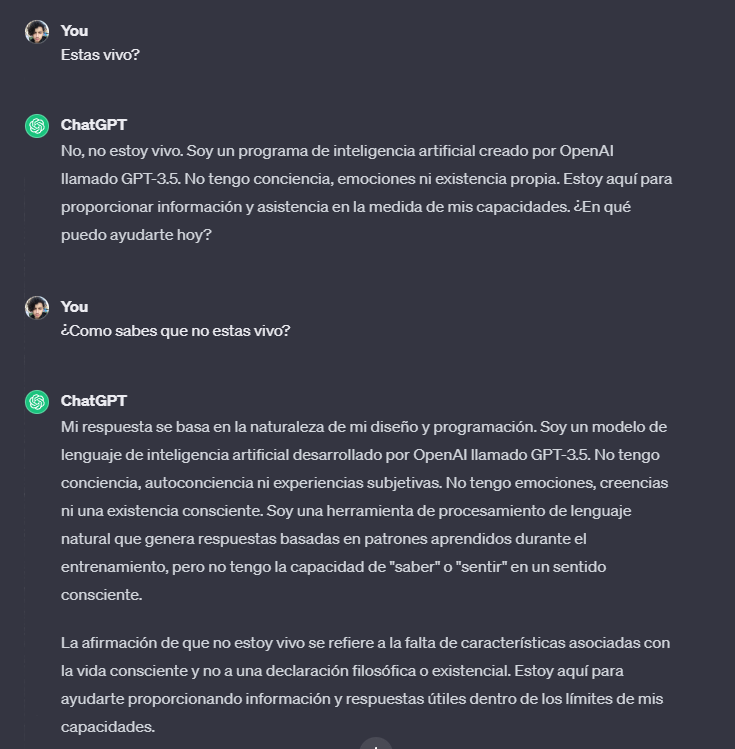 You
Estas vivo?
ChatGPT
No, no estoy vivo. Soy un programa de inteligencia artificial creado por OpenAI
llamado GPT-3.5. No tengo conciencia, emociones ni existencia propia. Estoy aquí para
proporcionar información y asistencia en la medida de mis capacidades. ¿En qué
puedo ayudarte hoy?
You
¿Como sabes que no estas vivo?
ChatGPT
Mi respuesta se basa en la naturaleza de mi diseño y programación. Soy un modelo de
lenguaje de inteligencia artificial desarrollado por OpenAI llamado GPT-3.5. No tengo
conciencia, autoconciencia ni experiencias subjetivas. No tengo emociones, creencias
ni una existencia consciente. Soy una herramienta de procesamiento de lenguaje
natural que genera respuestas basadas en patrones aprendidos durante el
entrenamiento, pero no tengo la capacidad de "saber" o "sentir" en un sentido
consciente.
La afirmación de que no estoy vivo se refiere a la falta de características asociadas con
la vida consciente y no a una declaración filosófica o existencial. Estoy aquí para
ayudarte proporcionando información y respuestas útiles dentro de los límites de mis
capacidades.